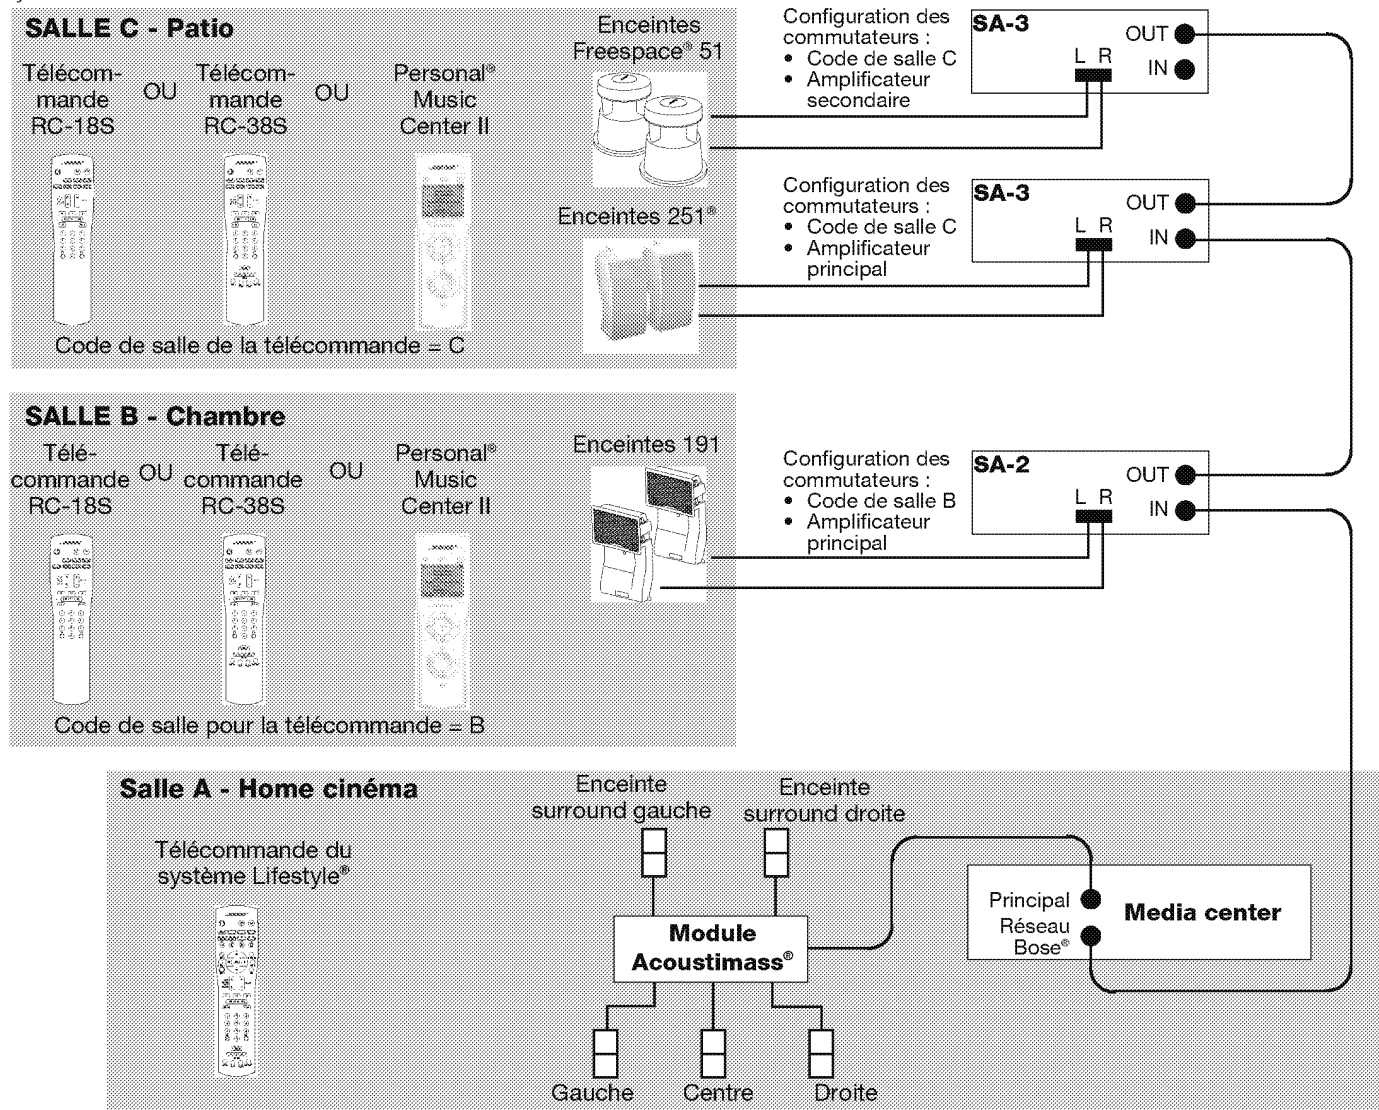 SALLE C - Patio
Télécom-
mande
RC-18S
OU
Télécom-
mande
RC-38S
OU
Personal®
Music
Center II
Enceintes
Freespace® 51
Enceintes 251®
Code de salle de la télécommande = C
Configuration des
commutateurs :
• Code de salle C
• Amplificateur
secondaire
SA-3
OUT
IN
L R
Configuration des
commutateurs :
• Code de salle C
• Amplificateur
principal
SA-3
OUT
IN
L R
SALLE B - Chambre
Télé-
commande
RC-18S
OU
Télé-
commande
RC-38S
OU
Personal®
Music
Center II
Enceintes 191
Code de salle pour la télécommande = B
Configuration des
commutateurs :
• Code de salle B
• Amplificateur
principal
SA-2
OUT
IN
L R
Salle A - Home cinéma
Télécommande du
système Lifestyle®
Enceinte
surround gauche
Enceinte
surround droite
Module
Acoustimass®
Gauche
Centre
Droite
Principal
Réseau
Bose®
Media center